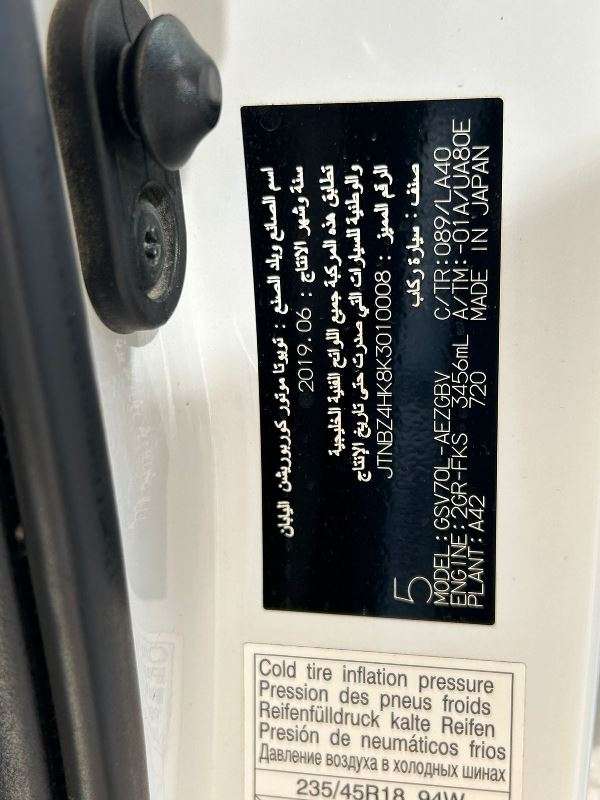 اسم الصانع وبلد الصنع : تويوتا موتور كوربوريشن اليابان
سنة وشهر الانتاج : 2019.06
تطابق هذه المركبة جميع اللوائح الفنية الخليجية
والوطنية للسيارات التي صدرت حتى تاريخ الإنتاج
الرقم المميز : JTNBZ4HK8K3010008
صنف : سيارة ركاب
5
MODEL:GSV70L-AEZGBV C/TR:089/LA40
ENGINE:2GR-FKS 3456mL A/TM:-01A/UA80E
PLANT:A42 720 MADE IN JAPAN
Cold tire inflation pressure
Pression des pneus froids
Reifenfülldruck kalte Reifen
Presión de neumáticos frios
Давление воздуха в холодных шинах
235/45R18 94W